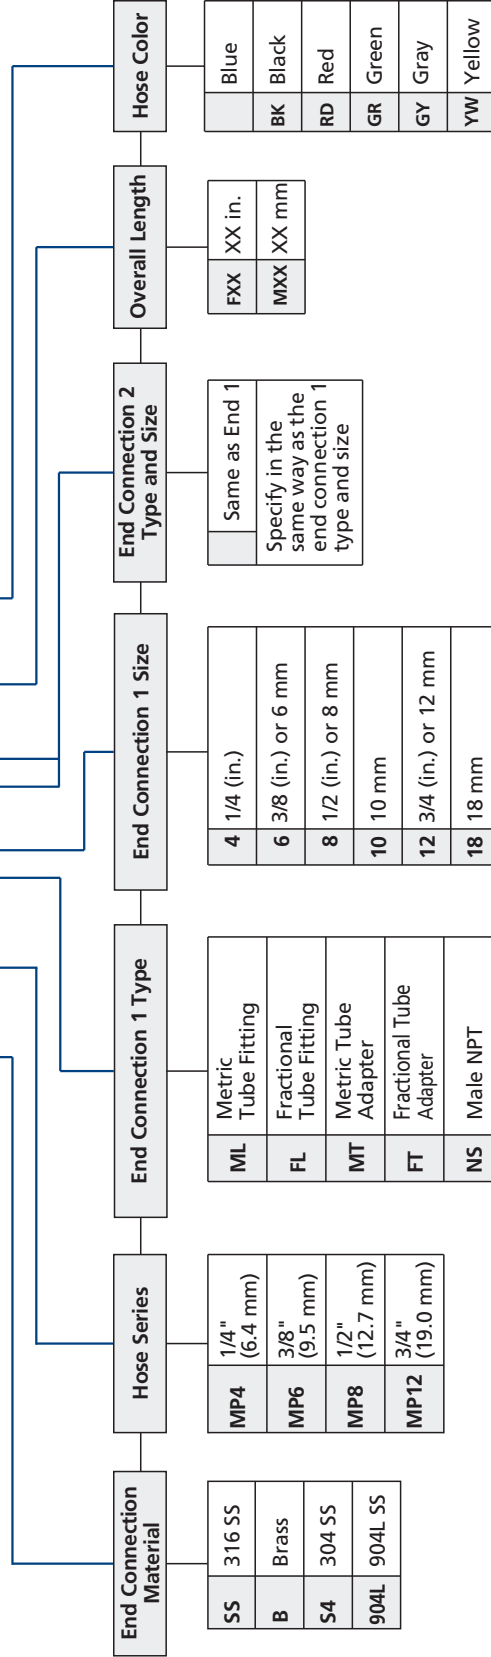 End Connection
Material
SS 316 SS
B Brass
S4 304 SS
904L 904L SS
Hose Series
MP4 1/4"
(6.4 mm)
MP6 3/8"
(9.5 mm)
MP8 1/2"
(12.7 mm)
MP12 3/4"
(19.0 mm)
End Connection 1 Type
ML Metric
Tube Fitting
FL Fractional
Tube Fitting
MT Metric Tube
Adapter
FT Fractional Tube
Adapter
NS Male NPT
End Connection 1 Size
4 1/4 (in.)
6 3/8 (in.) or 6 mm
8 1/2 (in.) or 8 mm
10 10 mm
12 3/4 (in.) or 12 mm
18 18 mm
End Connection 2
Type and Size
Same as End 1
Specify in the
same way as the
end connection 1
type and size
Overall Length
FXX XX in.
MXX XX mm
Hose Color
Blue
BK Black
RD Red
GR Green
GY Gray
YW Yellow